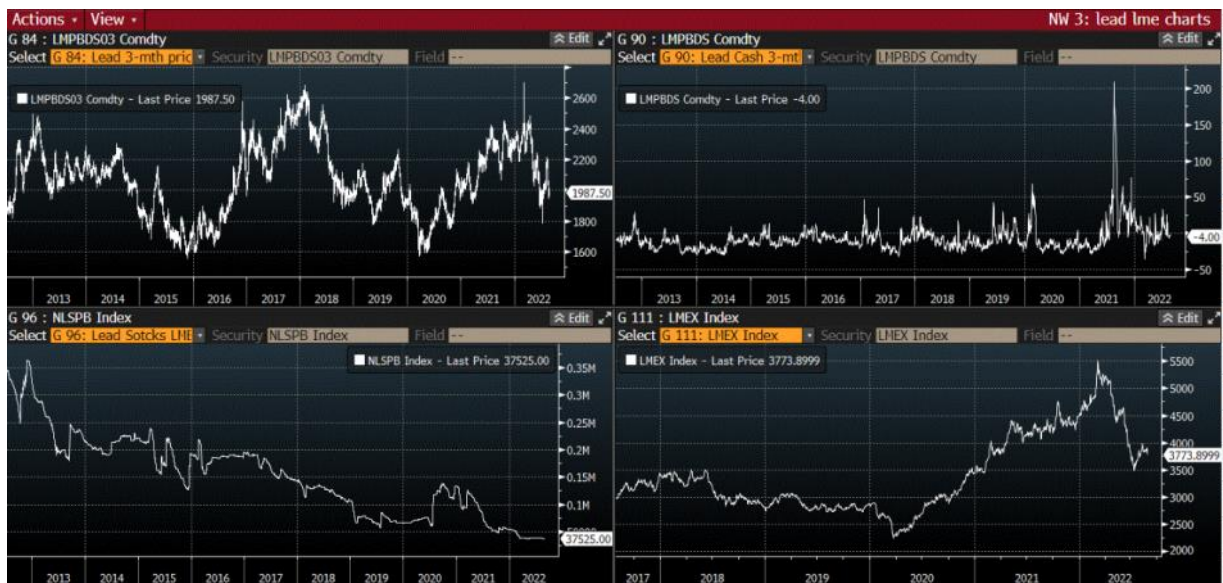 Actions View NW 3: lead lme charts
G 84 : LMPBDS03 Comdty Edit
Select G 84: Lead 3-mth pric Security LMPBDS03 Comdty Field --
LMPBDS03 Comdty - Last Price 1987.50
2600
2400
2200
1987.50
1800
1600
2013 2014 2015 2016 2017 2018 2019 2020 2021 2022
G 90 : LMPBDS Comdty Edit
Select G 90: Lead Cash 3-mt Security LMPBDS Comdty Field --
LMPBDS Comdty - Last Price -4.00
200
150
100
50
-4.00
-50
2013 2014 2015 2016 2017 2018 2019 2020 2021 2022
G 96 : NLSPB Index Edit
Select G 96: Lead Sotcks LME Security NLSPB Index Field --
NLSPB Index - Last Price 37525.00
0.35M
0.3M
0.25M
0.2M
0.15M
0.1M
37525.00
2013 2014 2015 2016 2017 2018 2019 2020 2021 2022
G 111 : LMEX Index Edit
Select G 111: LMEX Index Security LMEX Index Field --
LMEX Index - Last Price 3773.8999
5500
5000
4500
4000
3773.8999
3500
3000
2500
2000
2017 2018 2019 2020 2021 2022